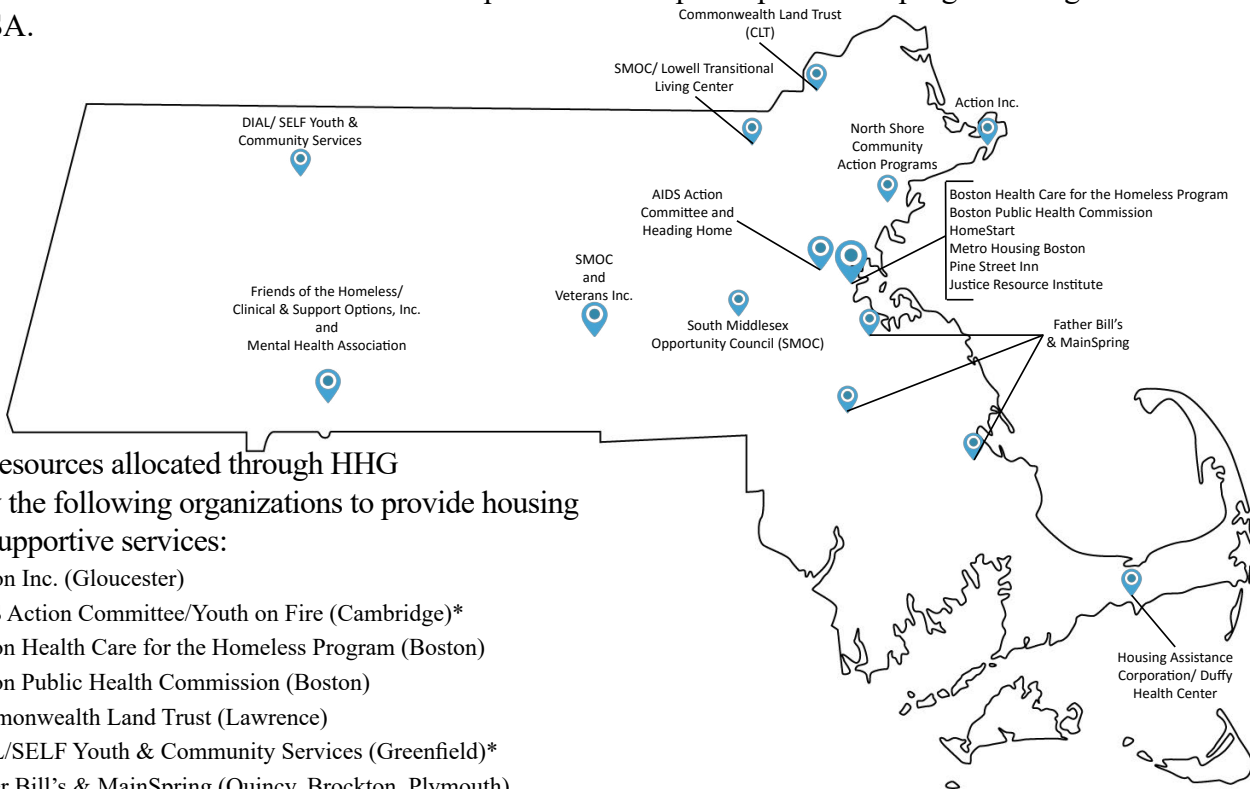 SA.
Commonwealth Land Trust
(CLT)
SMOC/ Lowell Transitional
Living Center
Action Inc.
DIAL/ SELF Youth &
Community Services
North Shore
Community
Action Programs
AIDS Action
Committee and
Heading Home
Boston Health Care for the Homeless Program
Boston Public Health Commission
HomeStart
Metro Housing Boston
Pine Street Inn
Justice Resource Institute
SMOC
and
Veterans Inc.
Friends of the Homeless/
Clinical & Support Options, Inc.
and
Mental Health Association
South Middlesex
Opportunity Council (SMOC)
Father Bill's
& MainSpring
Housing Assistance
Corporation/ Duffy
Health Center
esources allocated through HHG
the following organizations to provide housing
upportive services:
on Inc. (Gloucester)
Action Committee/Youth on Fire (Cambridge)*
on Health Care for the Homeless Program (Boston)
on Public Health Commission (Boston)
monwealth Land Trust (Lawrence)
L/SELF Youth & Community Services (Greenfield)*
r Bill's & MainSpring (Quincy, Brockton, Plymouth)